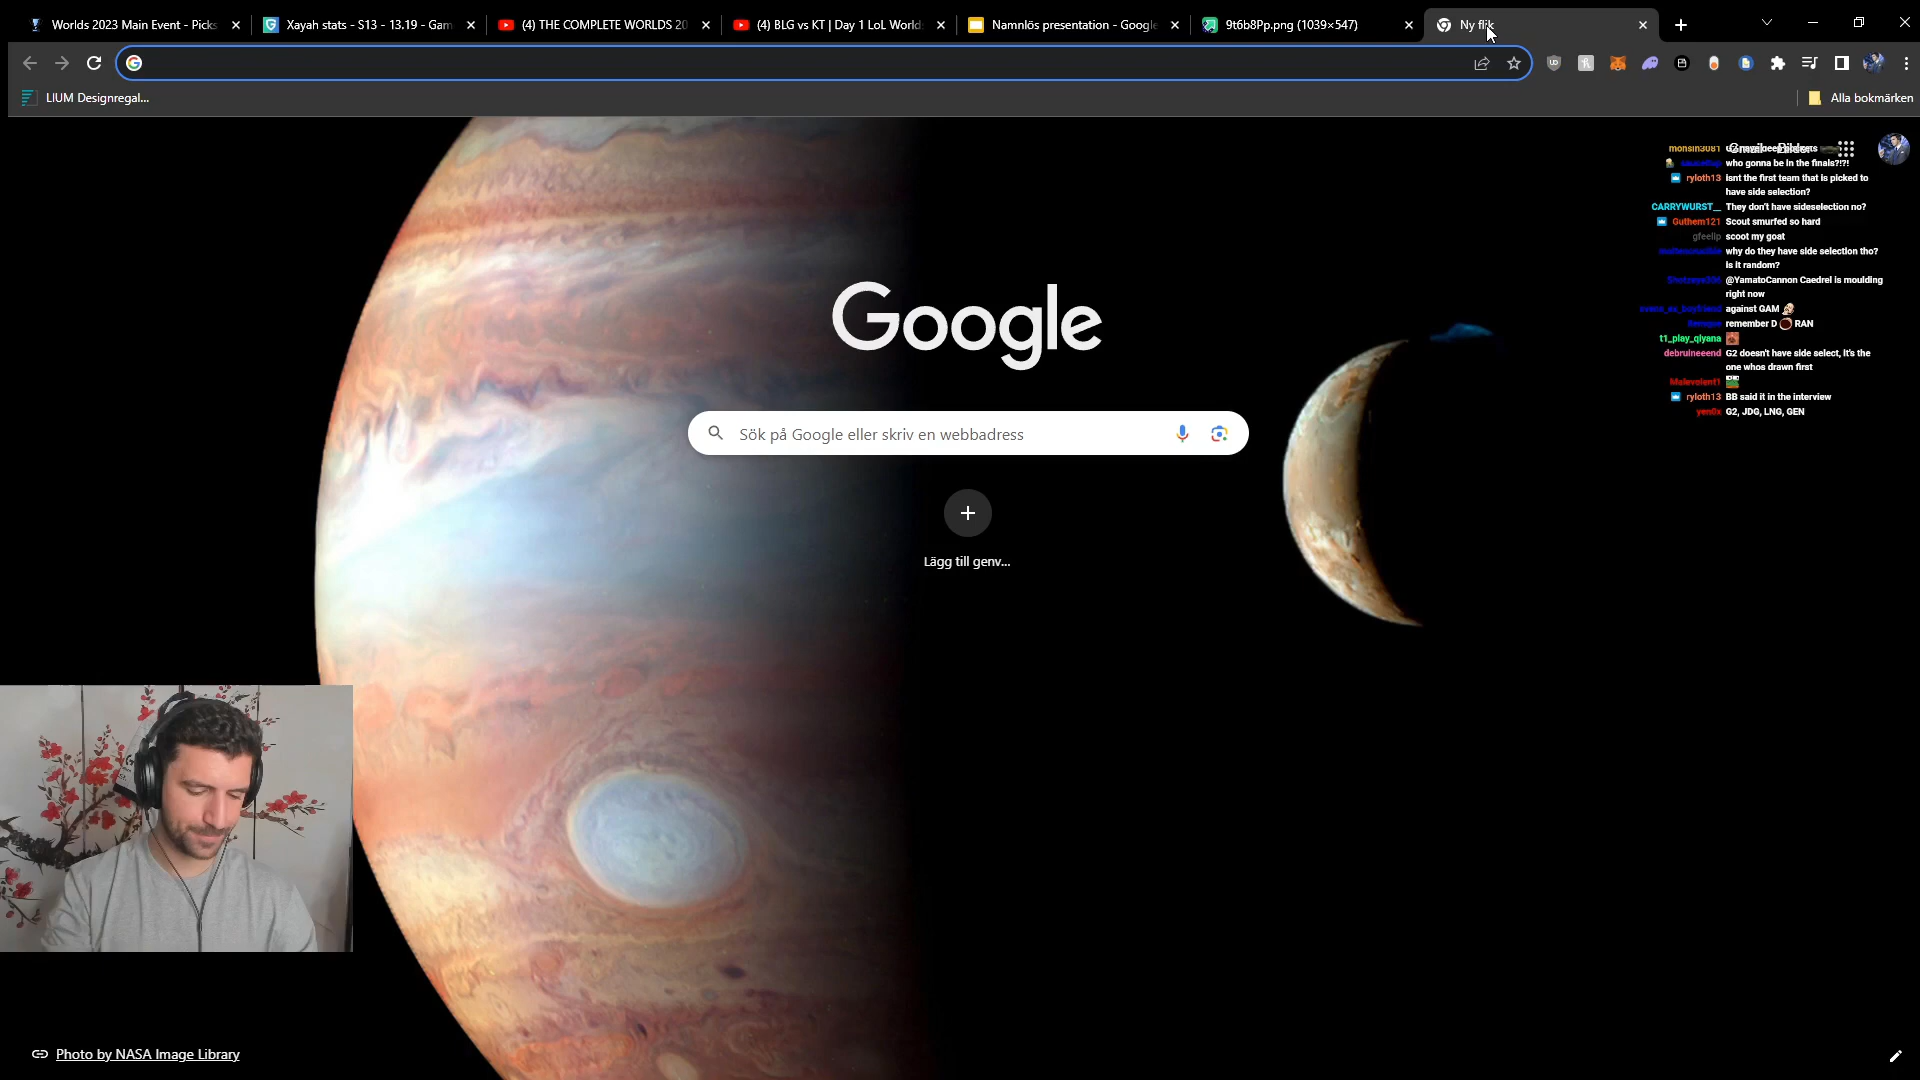 Worlds 2023 Main Event - Picks
Xayah stats - S13 - 13.19 - Gam
(4) THE COMPLETE WORLDS 20
(4) BLG vs KT | Day 1 LoL World
Namnlös presentation - Google
9t6b8Pp.png (1039×547)
Ny flik
LIUM Designregal...
Alla bokmärken
monsin3081
who gonna be in the finals?!?!
ryloth13 isnt the first team that is picked to
have side selection?
CARRYWURST__ They don't have sideselection no?
Guthem121 Scout smurfed so hard
gfeelip scoot my goat
why do they have side selection tho?
is it random?
@YamatoCannon Caedrel is moulding
right now
against GAM
remember D RAN
t1_play_qiyana
debruineeend G2 doesn't have side select, it's the
one whos drawn first
Malevolent1
ryloth13 BB said it in the interview
G2, JDG, LNG, GEN
Google
Sök på Google eller skriv en webbadress
Lägg till genv...
Photo by NASA Image Library